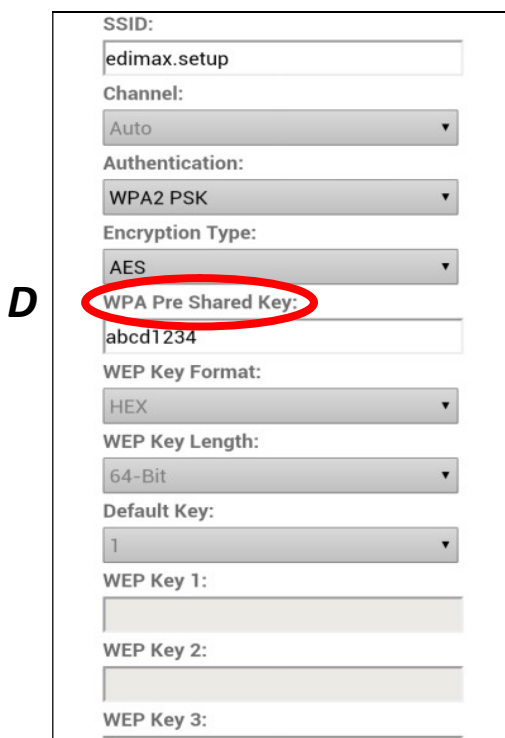 SSID:
edimax.setup
Channel:
Auto
Authentication:
WPA2 PSK
Encryption Type:
AES
D
WPA Pre Shared Key:
abcd1234
WEP Key Format:
HEX
WEP Key Length:
64-Bit
Default Key:
1
WEP Key 1:
WEP Key 2:
WEP Key 3: